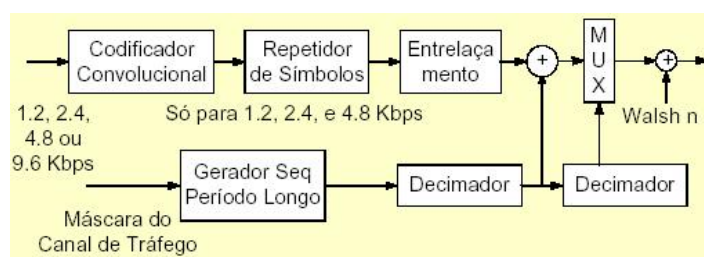 Codificador
Convolucional
Repetidor
de Símbolos
Entrelaça
mento
+
M
U
X
+
1.2, 2.4,
4.8 ou
9.6 Kbps
Só para 1.2, 2.4, e 4.8 Kbps
Walsh n
Gerador Seq
Período Longo
Decimador
Decimador
Máscara do
Canal de Tráfego